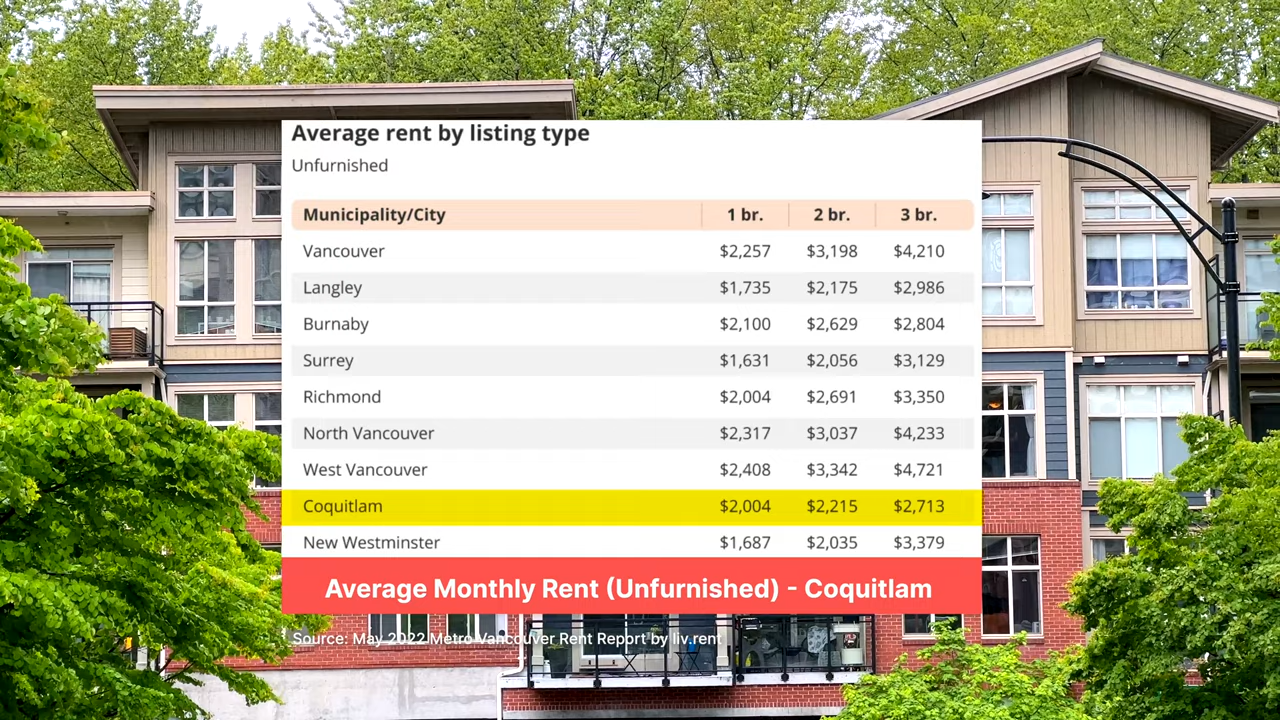 Average rent by listing type
Unfurnished
Municipality/City 1 br. 2 br. 3 br.
Vancouver $2,257 $3,198 $4,210
Langley $1,735 $2,175 $2,986
Burnaby $2,100 $2,629 $2,804
Surrey $1,631 $2,056 $3,129
Richmond $2,004 $2,691 $3,350
North Vancouver $2,317 $3,037 $4,233
West Vancouver $2,408 $3,342 $4,721
Coquitlam $2,004 $2,215 $2,713
New Westminster $1,687 $2,035 $3,379
Average Monthly Rent (Unfurnished) - Coquitlam
Source: May 2022 Metro Vancouver Rent Report by liv.rent